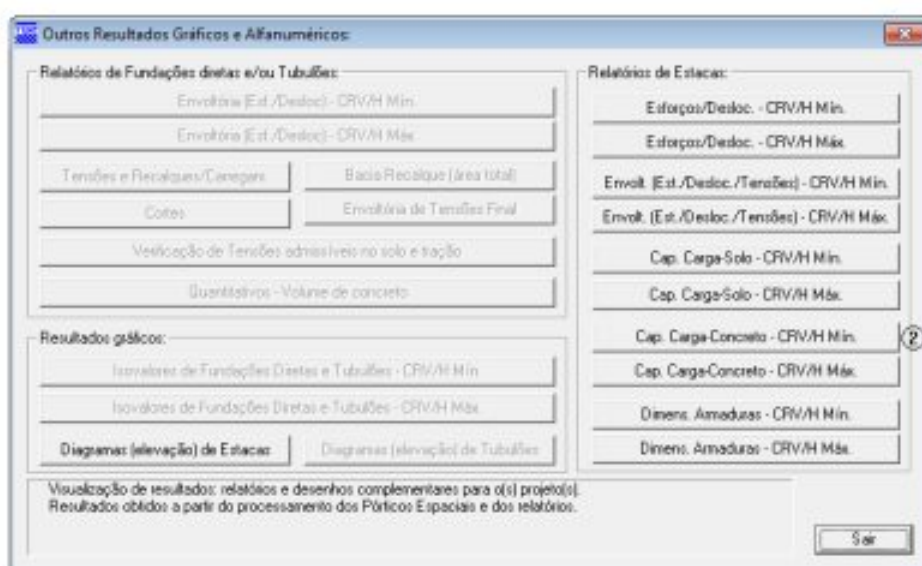 Outros Resultados Gráficos e Alfanuméricos:
Relatórios de Fundações diretas e/ou Tubulões:
Envoltória (Esf./Desloc) - CRV/H Mín.
Envoltória (Esf./Desloc) - CRV/H Máx.
Tensões e Recalques/Carregam.
Bacia Recalque (área total)
Cortes
Envoltória de Tensões Final
Verificação de Tensões admissíveis no solo e tração
Quantitativos - Volume de concreto
Resultados gráficos:
Isovalores de Fundações Diretas e Tubulões - CRV/H Mín
Isovalores de Fundações Diretas e Tubulões - CRV/H Máx.
Diagramas (elevação) de Estacas
Diagramas (elevação) de Tubulões
Relatórios de Estacas:
Esforços/Desloc. - CRV/H Mín.
Esforços/Desloc. - CRV/H Máx.
Envolt. (Esf./Desloc./Tensões) - CRV/H Mín.
Envolt. (Esf./Desloc./Tensões) - CRV/H Máx.
Cap. Carga-Solo - CRV/H Mín.
Cap. Carga-Solo - CRV/H Máx.
Cap. Carga-Concreto - CRV/H Mín.
Cap. Carga-Concreto - CRV/H Máx.
Dimens. Armaduras - CRV/H Mín.
Dimens. Armaduras - CRV/H Máx.
?
Visualização de resultados: relatórios e desenhos complementares para o(s) projeto(s).
Resultados obtidos a partir do processamento dos Pórticos Espaciais e dos relatórios.
Sair